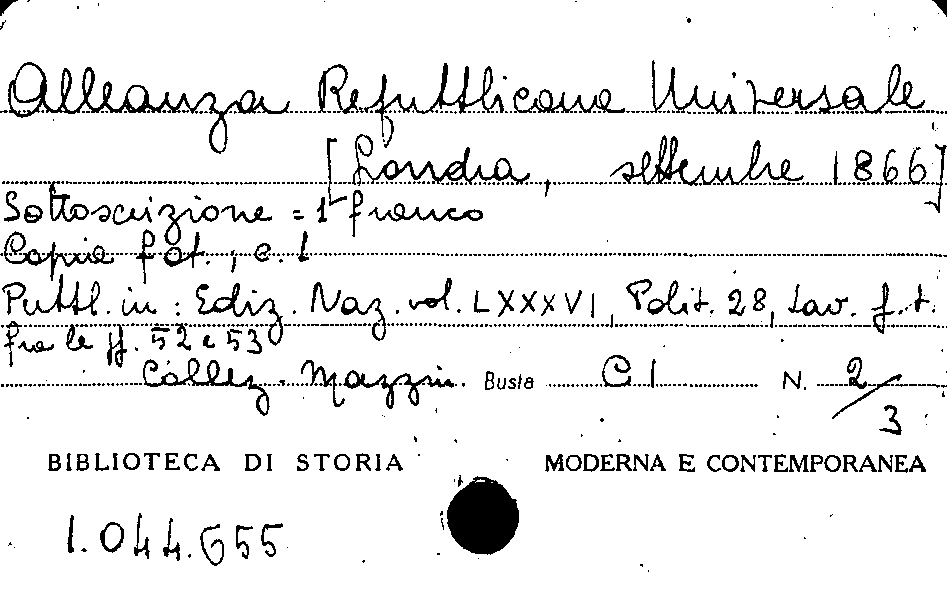 Alleanza Repubblicana Universale
[Londra, settembre 1866]
Sottoscrizione = 1 franco
Copia fot., c. 1
Pubbl. in: Ediz. Naz. vol. LXXXVI, Polit. 28, tav. f.t.
fra le pp. 52 e 53
Collez. Mazzin. Busta C I N. 2/3
BIBLIOTECA DI STORIA MODERNA E CONTEMPORANEA
1.044.655